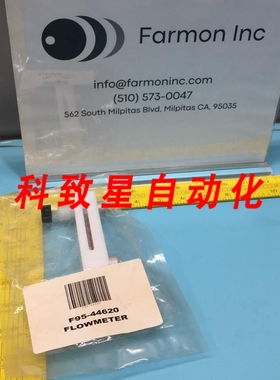 Farmon Inc
info@farmoninc.com
(510) 573-0047
562 South Milpitas Blvd, Milpitas CA, 95035
科致星自动化
F95-44620
FLOWMETER